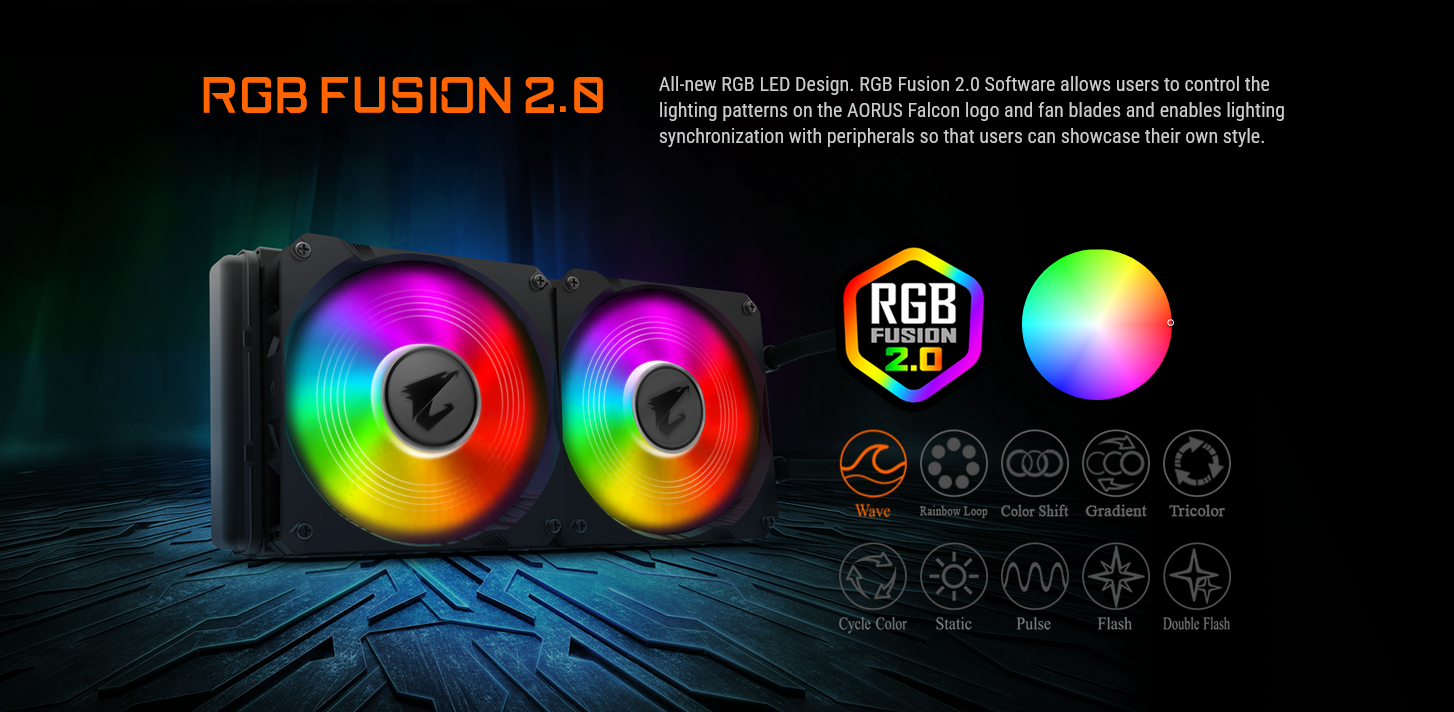 RGB FUSION 2.0
All-new RGB LED Design. RGB Fusion 2.0 Software allows users to control the
lighting patterns on the AORUS Falcon logo and fan blades and enables lighting
synchronization with peripherals so that users can showcase their own style.
RGB
FUSION
2.0
Wave
Rainbow Loop
Color Shift
Gradient
Tricolor
Cycle Color
Static
Pulse
Flash
Double Flash